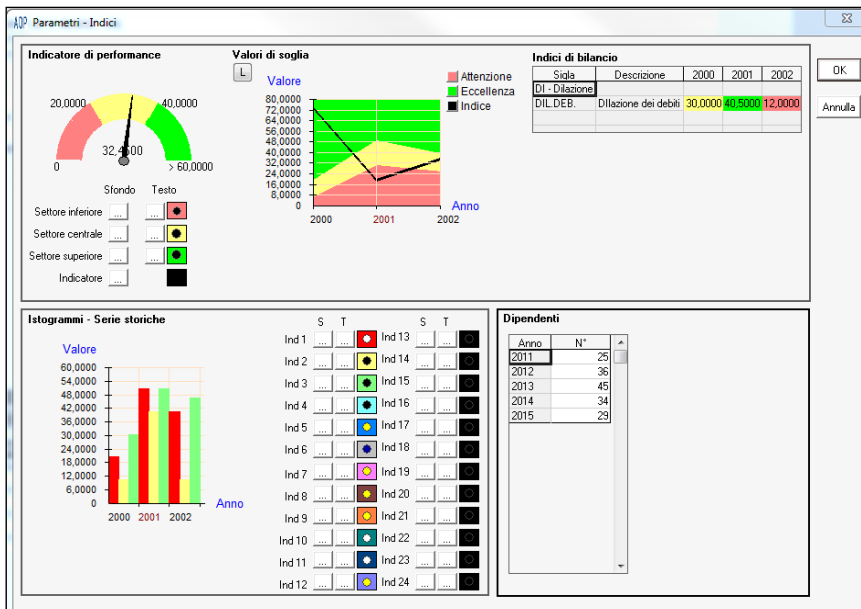 AOP Parametri - Indici
Indicatore di performance
20,0000 40,0000
32,4500
0 > 60,0000
Sfondo Testo
Settore inferiore ... ...
Settore centrale ... ...
Settore superiore ... ...
Indicatore ...
Valori di soglia
L
Valore
Attenzione
Eccellenza
Indice
80,0000
72,0000
64,0000
56,0000
48,0000
40,0000
32,0000
24,0000
16,0000
8,0000
0
Anno
2000 2001 2002
Indici di bilancio
Sigla Descrizione 2000 2001 2002
DI - Dilazione
DIL.DEB. DIlazione dei debiti 30,0000 40,5000 12,0000
OK
Annulla
Istogrammi - Serie storiche
Valore
60,0000
54,0000
48,0000
42,0000
36,0000
30,0000
24,0000
18,0000
12,0000
6,0000
0
Anno
2000 2001 2002
S T S T
Ind 1 ... ... Ind 13 ... ...
Ind 2 ... ... Ind 14 ... ...
Ind 3 ... ... Ind 15 ... ...
Ind 4 ... ... Ind 16 ... ...
Ind 5 ... ... Ind 17 ... ...
Ind 6 ... ... Ind 18 ... ...
Ind 7 ... ... Ind 19 ... ...
Ind 8 ... ... Ind 20 ... ...
Ind 9 ... ... Ind 21 ... ...
Ind 10 ... ... Ind 22 ... ...
Ind 11 ... ... Ind 23 ... ...
Ind 12 ... ... Ind 24 ... ...
Dipendenti
Anno N°
2011 25
2012 36
2013 45
2014 34
2015 29